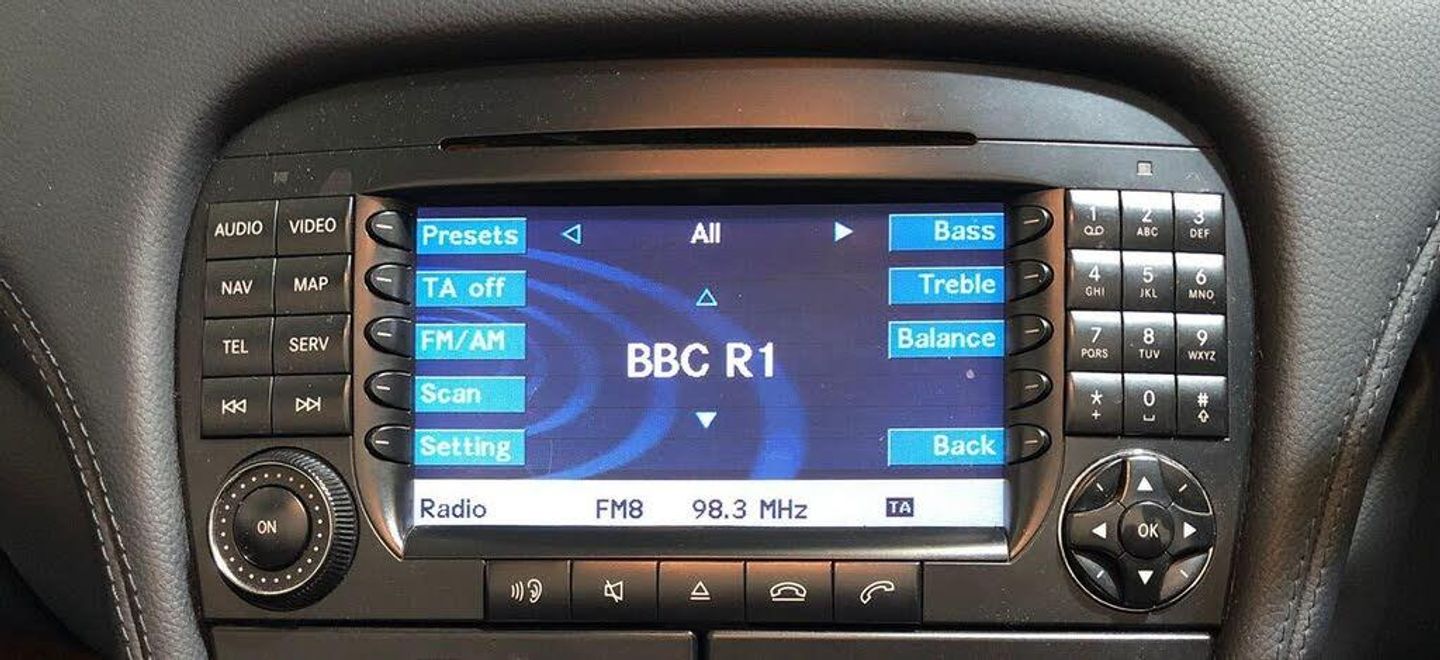 AUDIO VIDEO
NAV MAP
TEL SERV
ON
Presets
TA off
FM/AM
Scan
Setting
All
BBC R1
Bass
Treble
Balance
Back
Radio FM8 98.3 MHz TA
1 2 ABC 3 DEF
4 GHI 5 JKL 6 MNO
7 PQRS 8 TUV 9 WXYZ
* + 0 #
OK